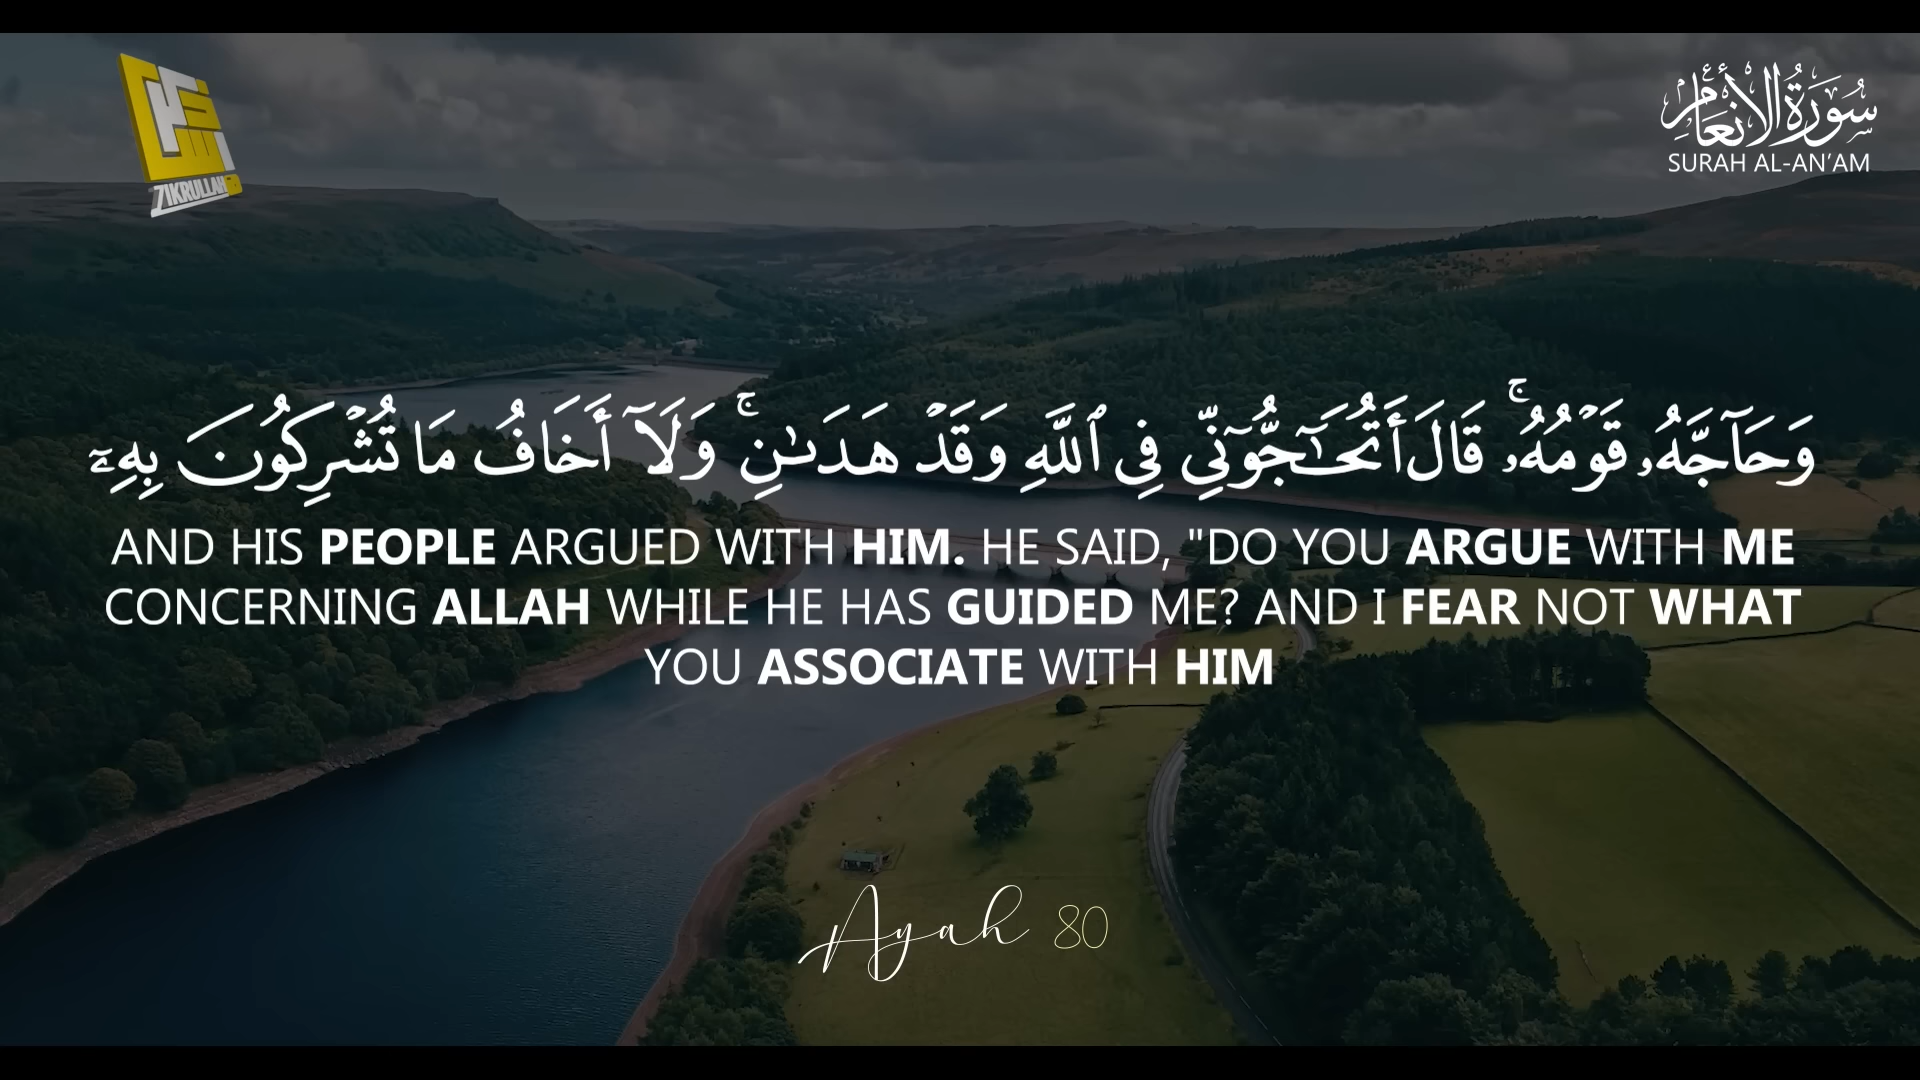 ZIKRULLAH
سُورَةُ الأَنْعَامِ
SURAH AL-AN'AM
وَحَآجَّهُۥ قَوْمُهُۥۚ قَالَ أَتُحَـٰٓجُّوٓنِّى فِى ٱللَّهِ وَقَدْ هَدَىٰنِۚ وَلَآ أَخَافُ مَا تُشْرِكُونَ بِهِۦٓ
AND HIS PEOPLE ARGUED WITH HIM. HE SAID, "DO YOU ARGUE WITH ME
CONCERNING ALLAH WHILE HE HAS GUIDED ME? AND I FEAR NOT WHAT
YOU ASSOCIATE WITH HIM
Ayah 80